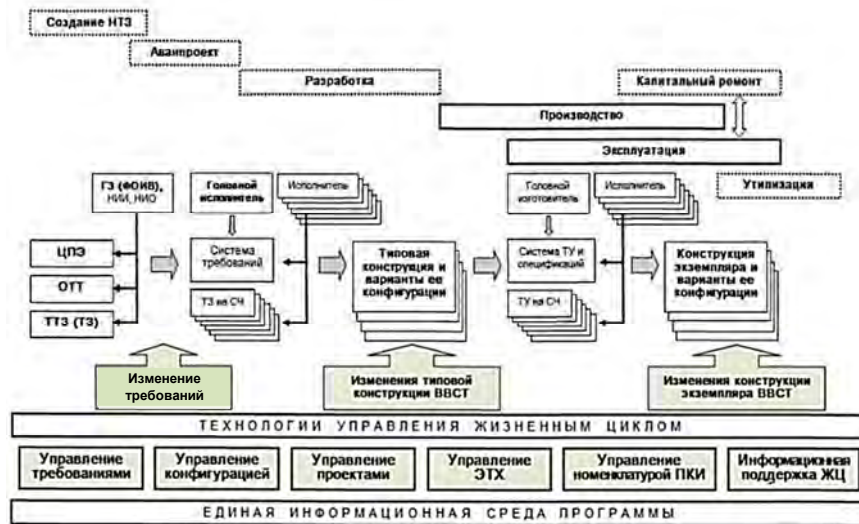 Создание НТЗ
Аванпроект
Разработка
Капитальный ремонт
Производство
Эксплуатация
Утилизация
ГЗ (ФОИВ),
НИИ, НИО
Головной
исполнитель
Исполнитель
Головной
изготовитель
Исполнитель
ЦПЭ
ОТТ
ТТЗ (ТЗ)
Система
требований
ТЗ на СЧ
Типовая
конструкция и
варианты ее
конфигурации
Система ТУ и
спецификаций
ТУ на СЧ
Конструкция
экземпляра и
варианты ее
конфигурации
Изменение
требований
Изменения типовой
конструкции ВВСТ
Изменения конструкции
экземпляра ВВСТ
ТЕХНОЛОГИИ УПРАВЛЕНИЯ ЖИЗНЕННЫМ ЦИКЛОМ
Управление
требованиями
Управление
конфигурацией
Управление
проектами
Управление
ЭТХ
Управление
номенклатурой ПКИ
Информационная
поддержка ЖЦ
ЕДИНАЯ ИНФОРМАЦИОННАЯ СРЕДА ПРОГРАММЫ